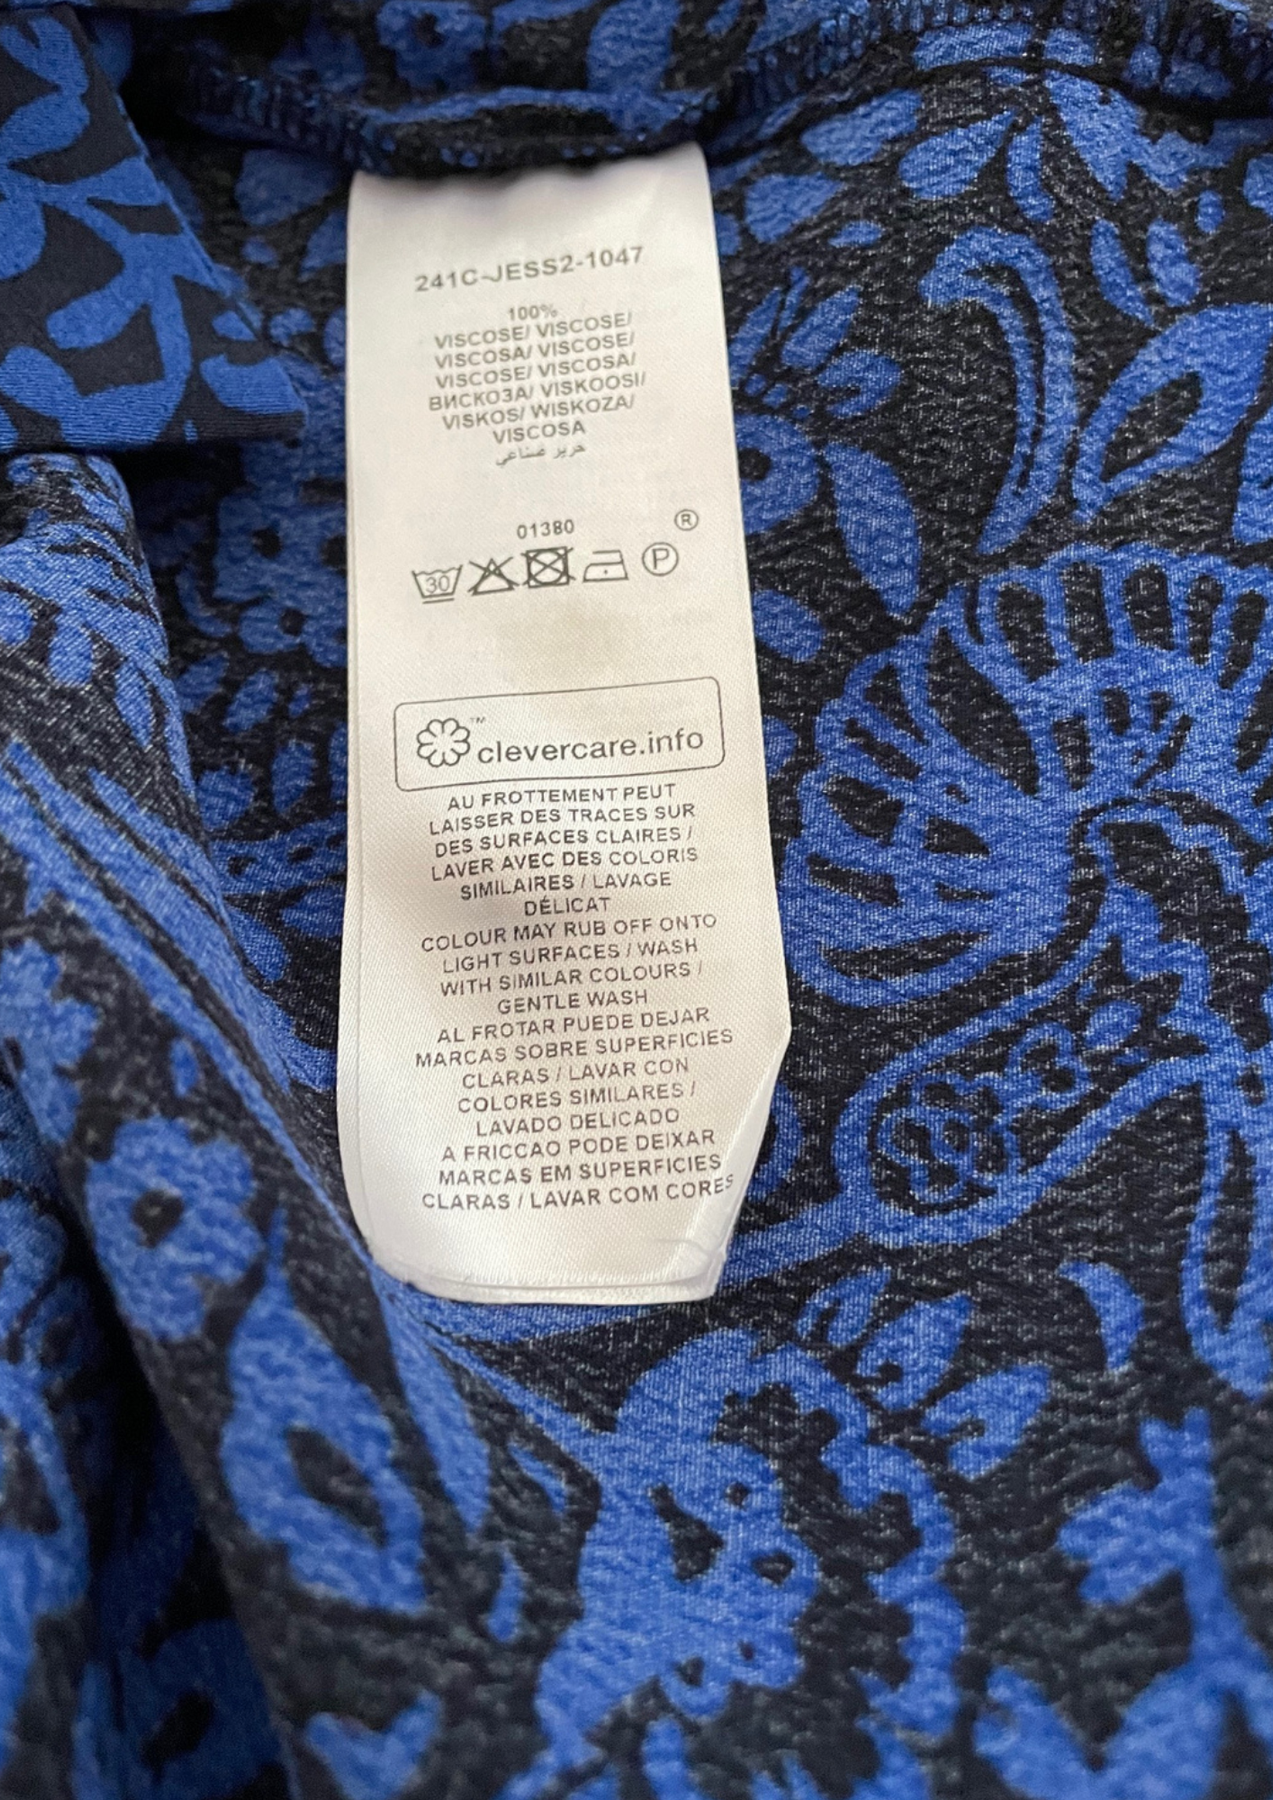 241C-JESS2-1047
100%
VISCOSE/ VISCOSE/
VISCOSA/ VISCOSE/
VISCOSE/ VISCOSA/
ВИСКОЗА/ VISKOOSI/
VISKOS/ WISKOZA/
VISCOSA
حرير صناعي
01380
®
30 P
™
clevercare.info
AU FROTTEMENT PEUT
LAISSER DES TRACES SUR
DES SURFACES CLAIRES /
LAVER AVEC DES COLORIS
SIMILAIRES / LAVAGE
DÉLICAT
COLOUR MAY RUB OFF ONTO
LIGHT SURFACES / WASH
WITH SIMILAR COLOURS /
GENTLE WASH
AL FROTAR PUEDE DEJAR
MARCAS SOBRE SUPERFICIES
CLARAS / LAVAR CON
COLORES SIMILARES /
LAVADO DELICADO
A FRICCAO PODE DEIXAR
MARCAS EM SUPERFICIES
CLARAS / LAVAR COM CORES